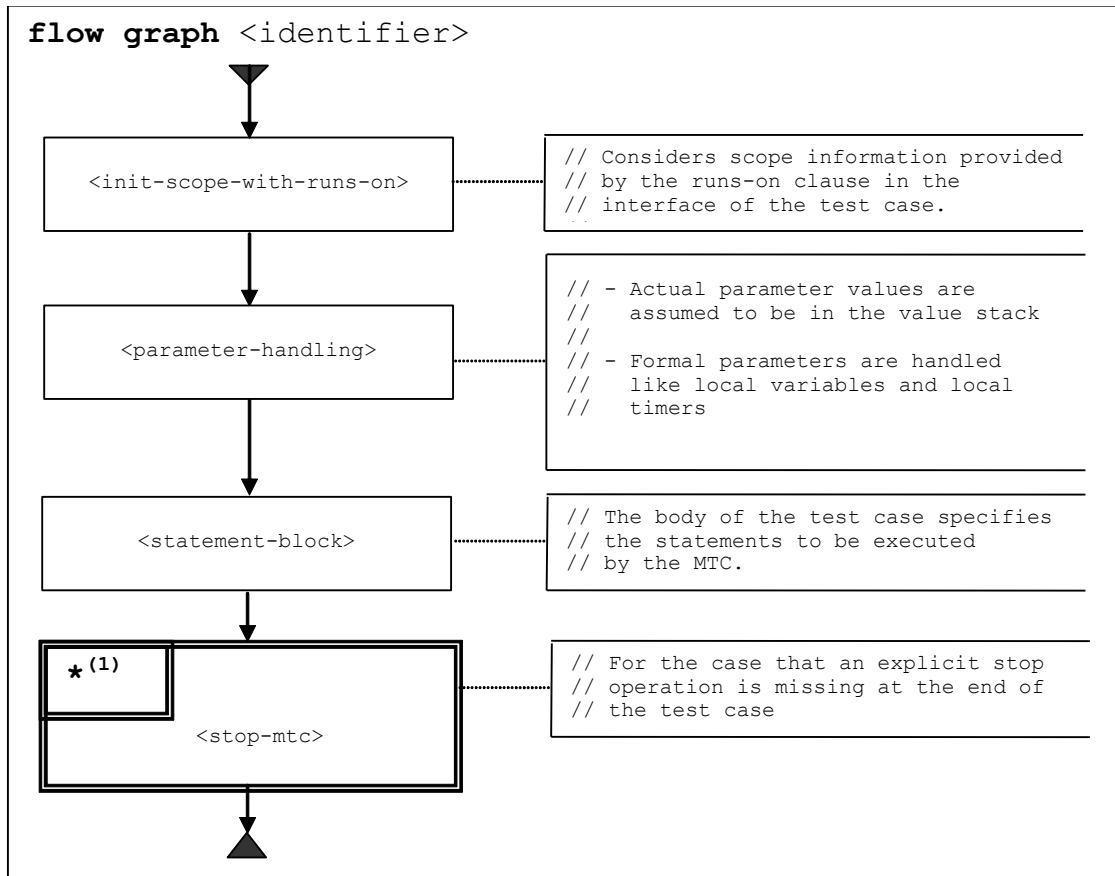 flow graph <identifier>
<init-scope-with-runs-on>
// Considers scope information provided
// by the runs-on clause in the
// interface of the test case.
<parameter-handling>
// - Actual parameter values are
//   assumed to be in the value stack
//
// - Formal parameters are handled
//   like local variables and local
//   timers
<statement-block>
// The body of the test case specifies
// the statements to be executed
// by the MTC.
*(1)
<stop-mtc>
// For the case that an explicit stop
// operation is missing at the end of
// the test case